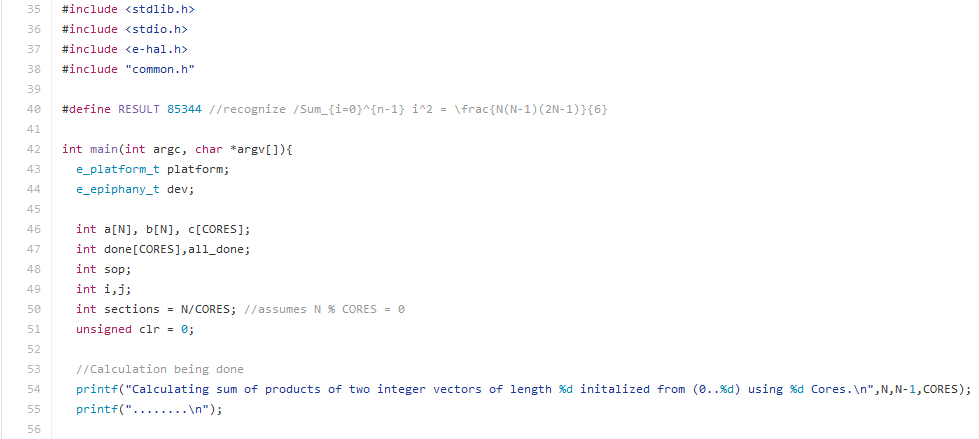 35 #include <stdlib.h>
36 #include <stdio.h>
37 #include <e-hal.h>
38 #include "common.h"
39
40 #define RESULT 85344 //recognize /Sum_{i=0}^{n-1} i^2 = \frac{N(N-1)(2N-1)}{6}
41
42 int main(int argc, char *argv[]){
43   e_platform_t platform;
44   e_epiphany_t dev;
45
46   int a[N], b[N], c[CORES];
47   int done[CORES],all_done;
48   int sop;
49   int i,j;
50   int sections = N/CORES; //assumes N % CORES = 0
51   unsigned clr = 0;
52
53   //Calculation being done
54   printf("Calculating sum of products of two integer vectors of length %d initalized from (0..%d) using %d Cores.\n",N,N-1,CORES);
55   printf("........\n");
56